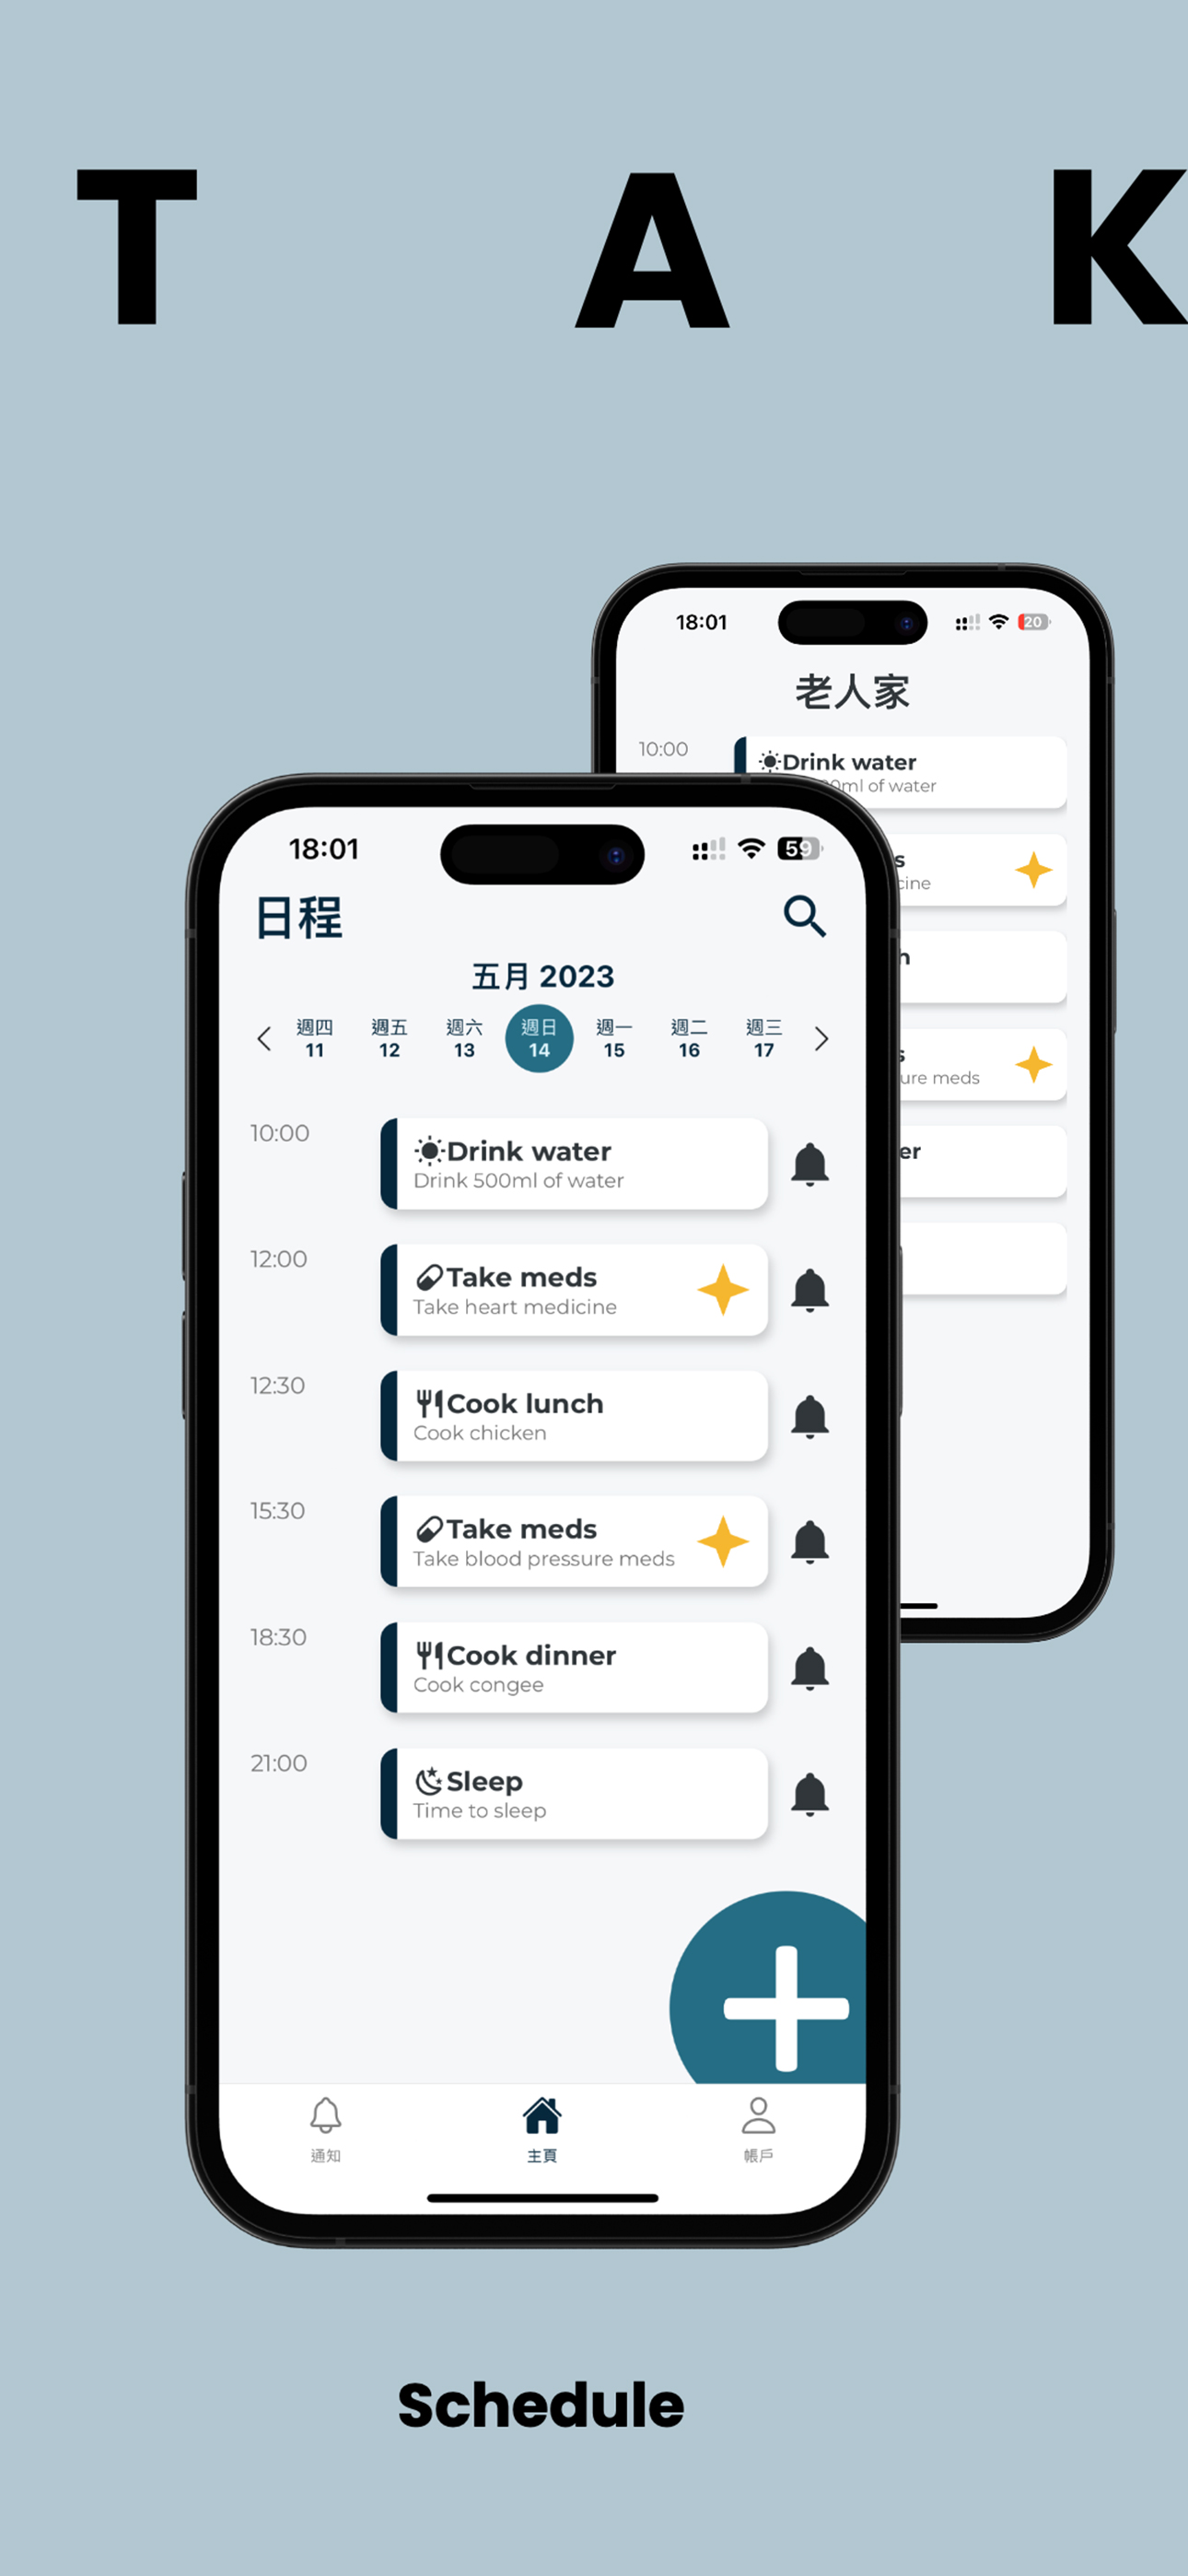 T A K
18:01
20
老人家
10:00
Drink water
ml of water
cine
ure meds
er
18:01
59
日程
五月 2023
週四 週五 週六 週日 週一 週二 週三
11 12 13 14 15 16 17
10:00
Drink water
Drink 500ml of water
12:00
Take meds
Take heart medicine
12:30
Cook lunch
Cook chicken
15:30
Take meds
Take blood pressure meds
18:30
Cook dinner
Cook congee
21:00
Sleep
Time to sleep
通知 主頁 帳戶
Schedule